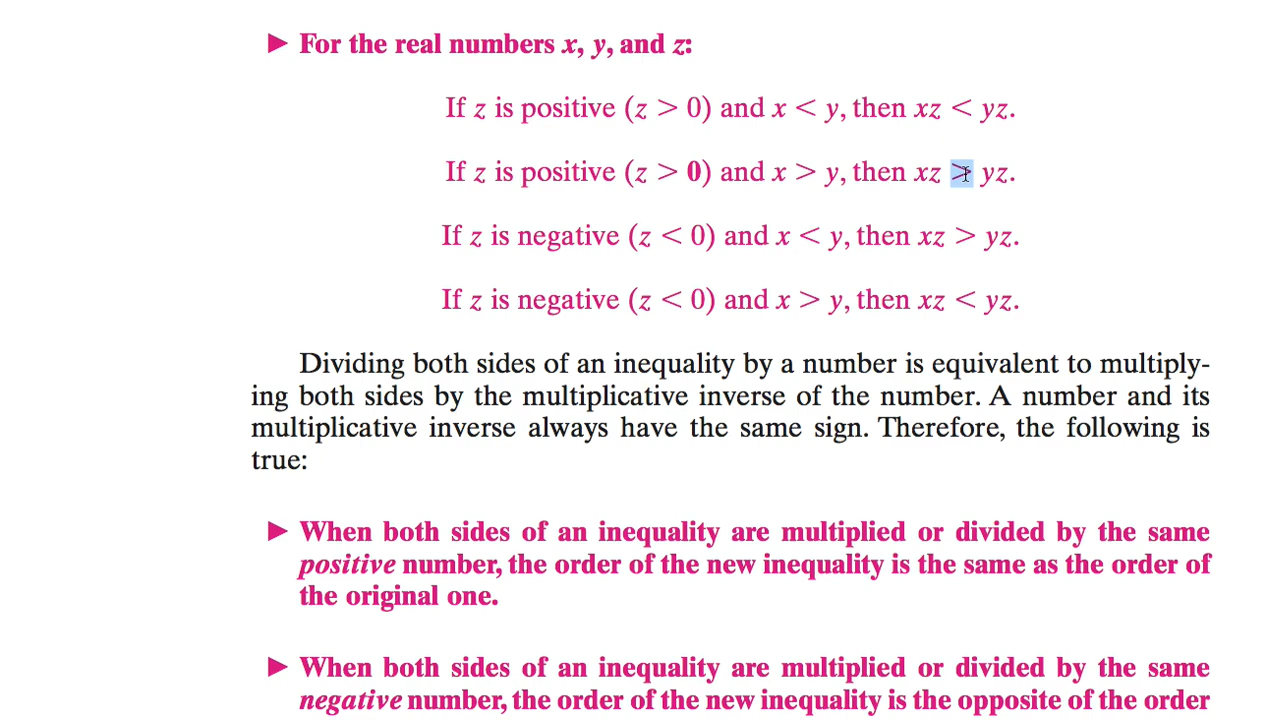 ► For the real numbers x, y, and z:
If z is positive (z > 0) and x < y, then xz < yz.
If z is positive (z > 0) and x > y, then xz > yz.
If z is negative (z < 0) and x < y, then xz > yz.
If z is negative (z < 0) and x > y, then xz < yz.
Dividing both sides of an inequality by a number is equivalent to multiply-
ing both sides by the multiplicative inverse of the number. A number and its
multiplicative inverse always have the same sign. Therefore, the following is
true:
► When both sides of an inequality are multiplied or divided by the same
positive number, the order of the new inequality is the same as the order of
the original one.
► When both sides of an inequality are multiplied or divided by the same
negative number, the order of the new inequality is the opposite of the order